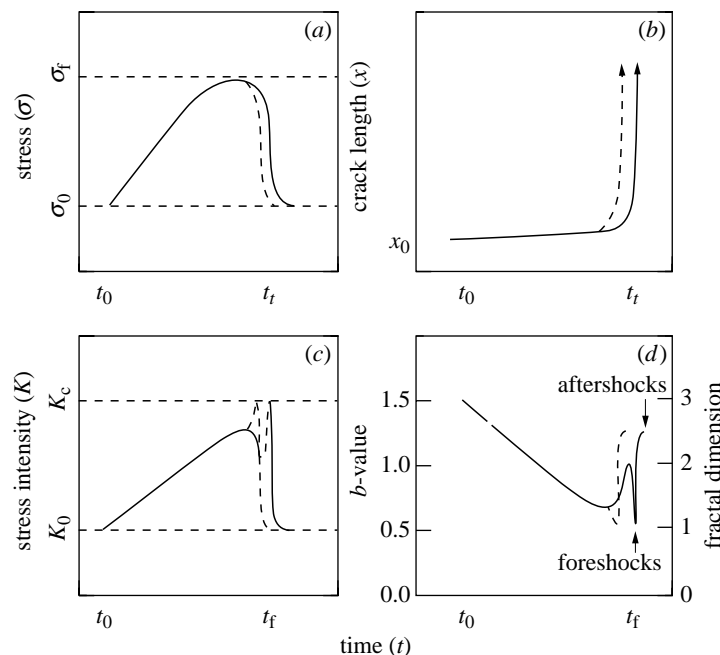 (a)
stress (σ)
σf
σ0
t0
tt
(b)
crack length (x)
x0
t0
tt
(c)
stress intensity (K)
Kc
K0
t0
tf
(d)
b-value
1.5
1.0
0.5
0.0
aftershocks
foreshocks
fractal dimension
3
2
1
0
t0
tf
time (t)